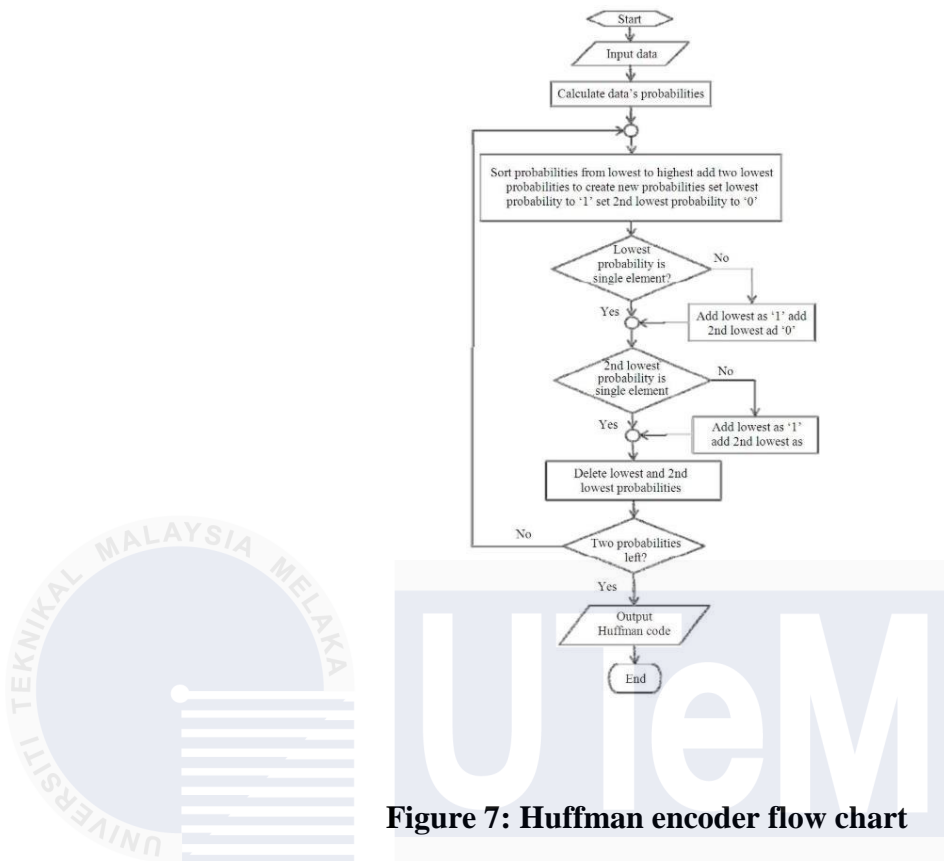 Start
Input data
Calculate data's probabilities
Sort probabilities from lowest to highest add two lowest
probabilities to create new probabilities set lowest
probability to '1' set 2nd lowest probability to '0'
Lowest
probability is
single element?
No
Yes
Add lowest as '1' add
2nd lowest ad '0'
2nd lowest
probability is
single element
No
Yes
Add lowest as '1'
add 2nd lowest as
Delete lowest and 2nd
lowest probabilities
No
Two probabilities
left?
Yes
Output
Huffman code
End
UNIVERSITI TEKNIKAL MALAYSIA MELAKA
UTeM
Figure 7: Huffman encoder flow chart